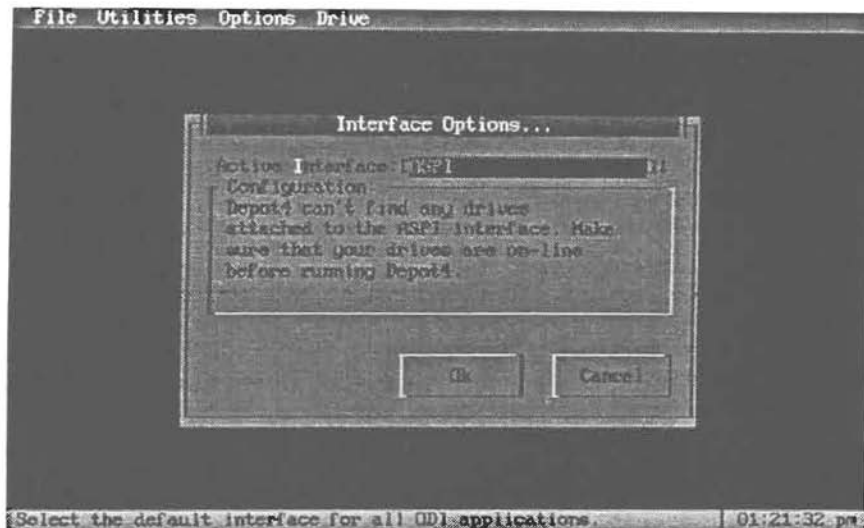 File Utilities Options Drive
Interface Options...
Active Interface: ASPI
Configuration
Depot4 can't find any drives
attached to the ASPI interface. Make
sure that your drives are on-line
before running Depot4.
Ok Cancel
Select the default interface for all applications. 01:21:32 pm